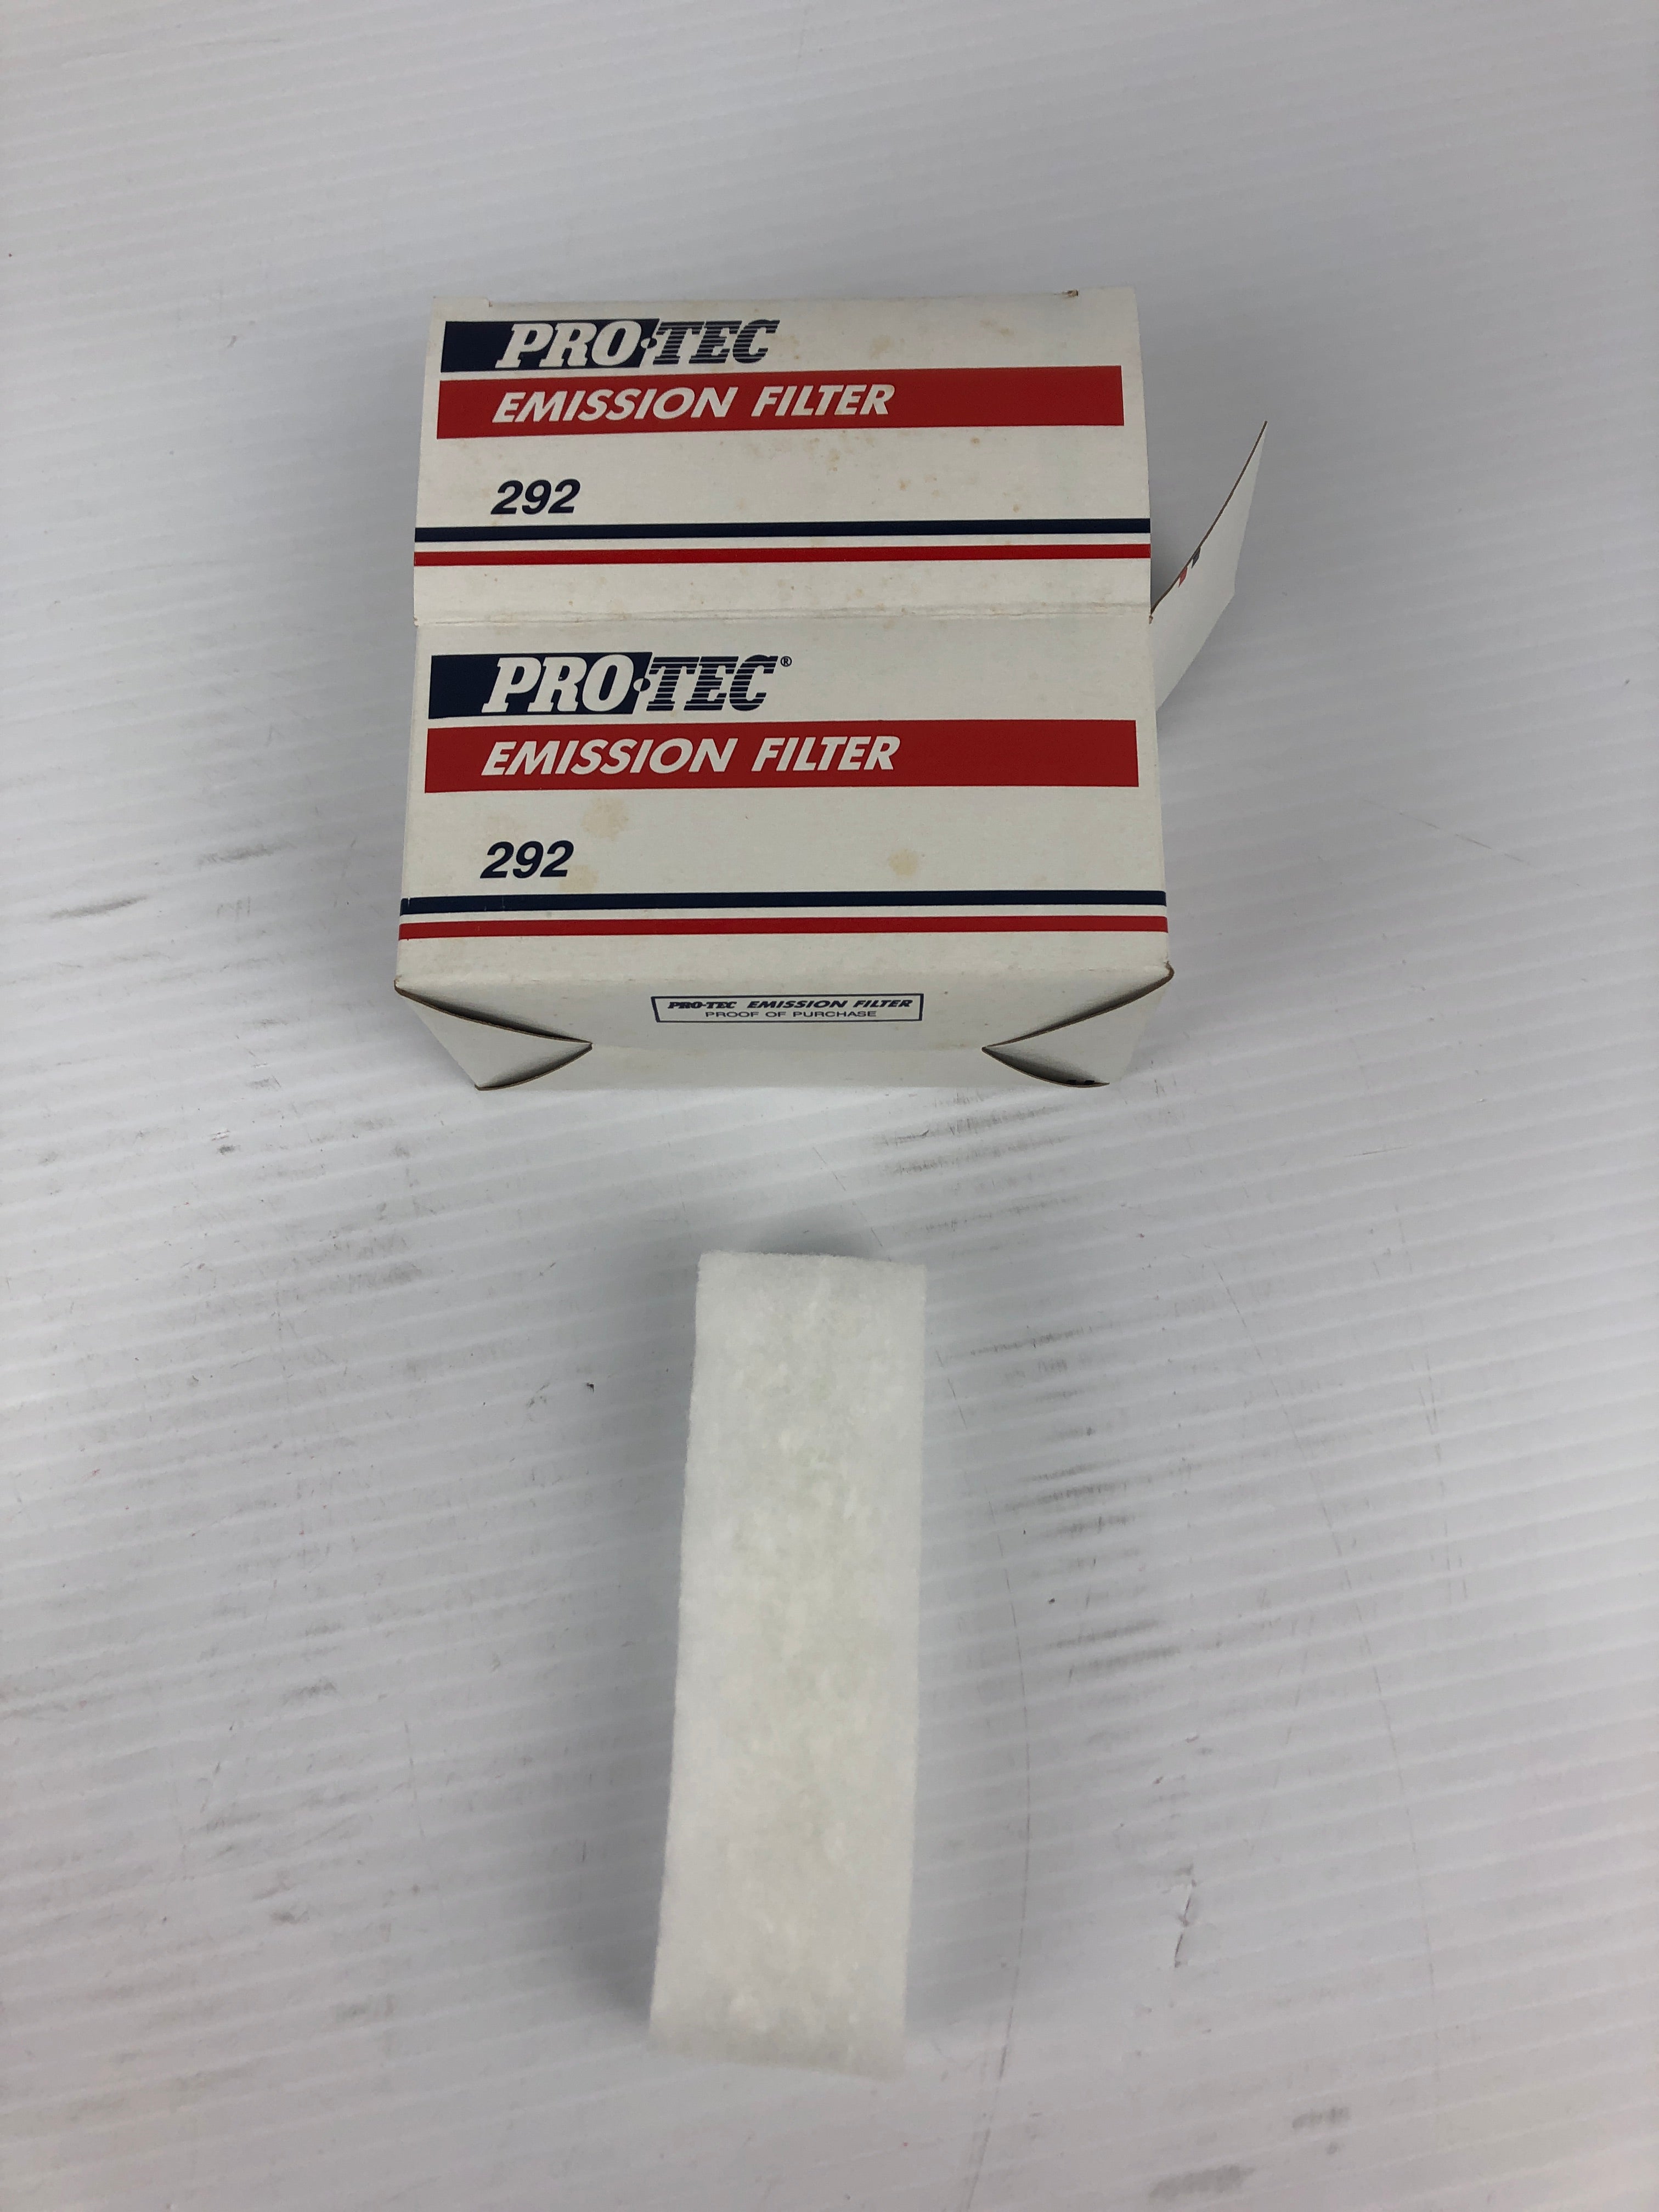 PRO·TEC
EMISSION FILTER
292
PRO·TEC®
EMISSION FILTER
292
PRO·TEC EMISSION FILTER
PROOF OF PURCHASE